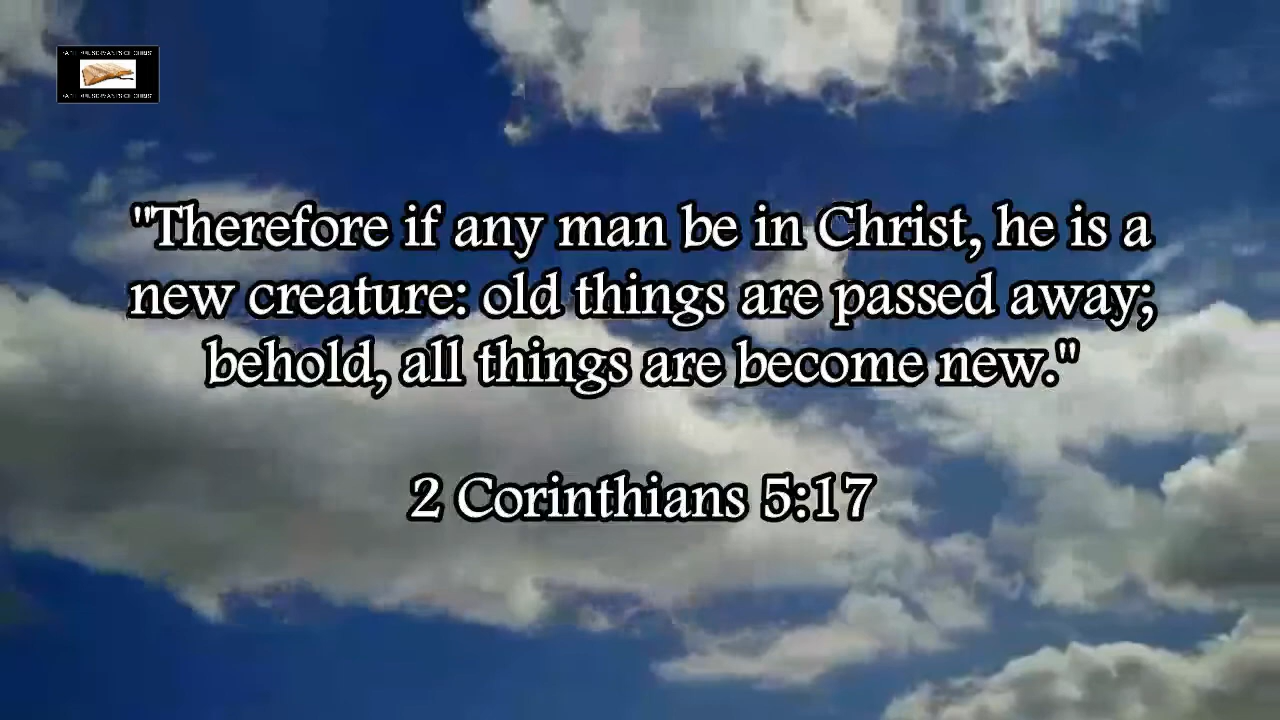 "Therefore if any man be in Christ, he is a
new creature: old things are passed away;
behold, all things are become new."
2 Corinthians 5:17